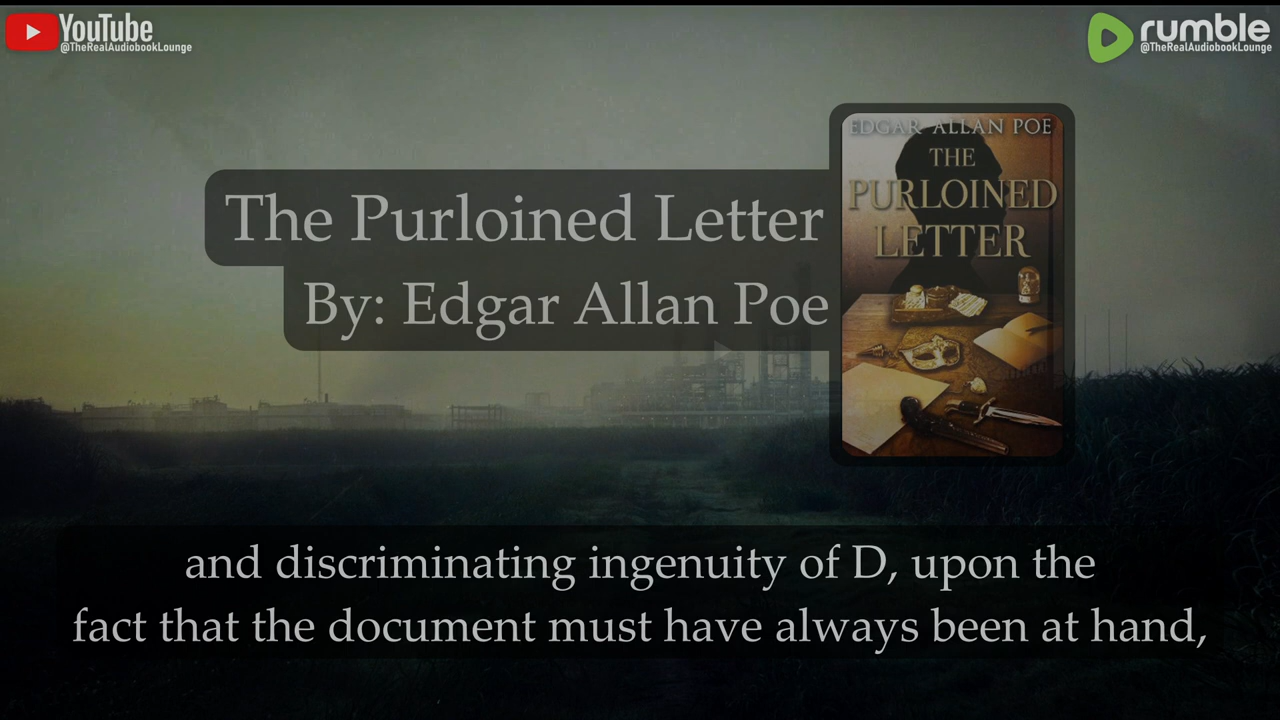 YouTube
@TheRealAudiobookLounge
rumble
@TheRealAudiobookLounge
EDGAR ALLAN POE
THE
PURLOINED
LETTER
The Purloined Letter
By: Edgar Allan Poe
and discriminating ingenuity of D, upon the
fact that the document must have always been at hand,